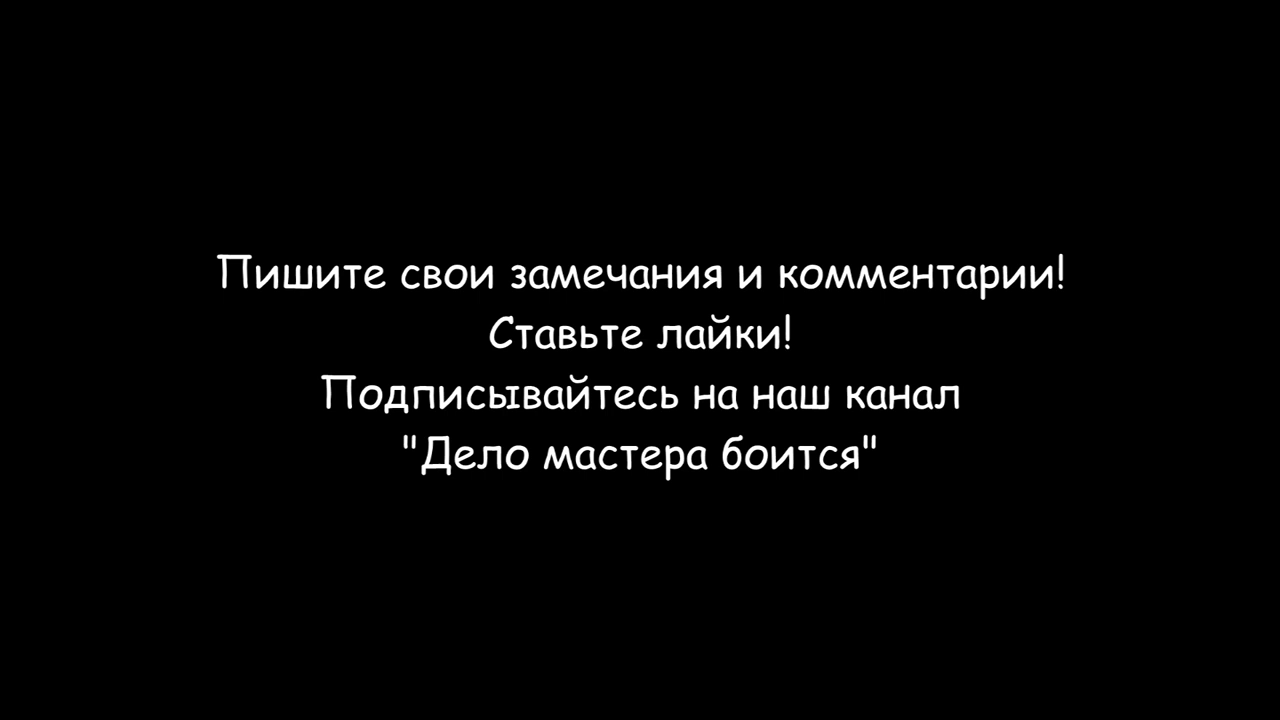 Пишите свои замечания и комментарии!
Ставьте лайки!
Подписывайтесь на наш канал
"Дело мастера боится"